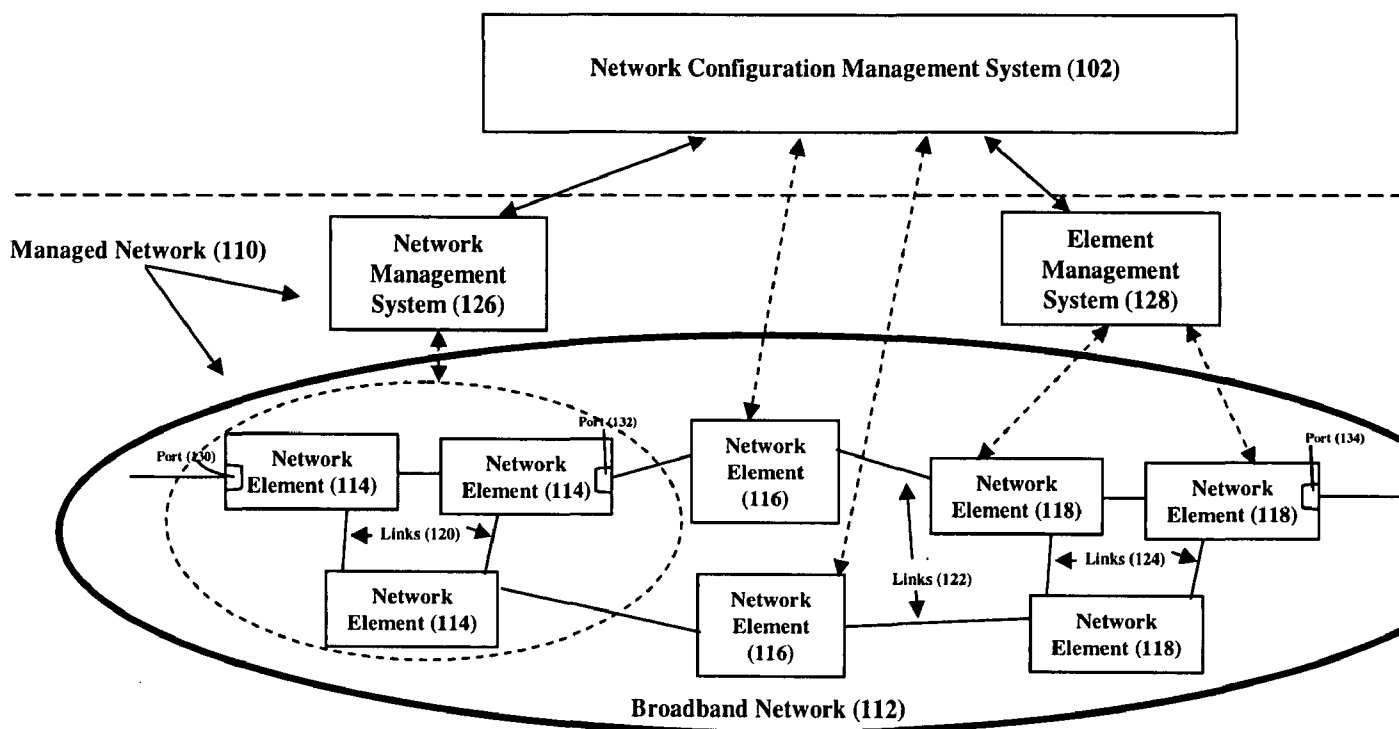 Network Configuration Management System (102)
Managed Network (110)
Network
Management
System (126)
Element
Management
System (128)
Port (130)
Network
Element (114)
Port (132)
Network
Element (114)
Network
Element
(116)
Network
Element (118)
Network
Element (118)
Port (134)
Links (120)
Links (122)
Links (124)
Network
Element (114)
Network
Element
(116)
Network
Element (118)
Broadband Network (112)